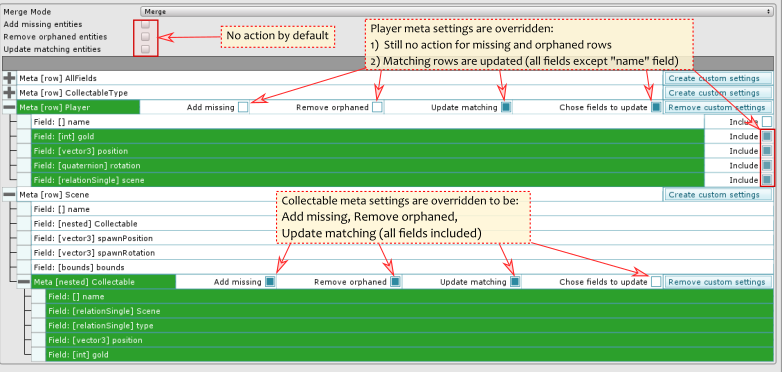 Merge Mode
Merge
Add missing entities
Remove orphaned entities
Update matching entities
No action by default
Player meta settings are overridden:
1) Still no action for missing and orphaned rows
2) Matching rows are updated (all fields except "name" field)
Meta [row] AllFields
Create custom settings
Meta [row] CollectableType
Create custom settings
Meta [row] Player
Add missing
Remove orphaned
Update matching
Chose fields to update
Remove custom settings
Field: [] name
Include
Field: [int] gold
Include
Field: [vector3] position
Include
Field: [quaternion] rotation
Include
Field: [relationSingle] scene
Include
Meta [row] Scene
Create custom settings
Field: [] name
Field: [nested] Collectable
Field: [vector3] spawnPosition
Field: [vector3] spawnRotation
Field: [bounds] bounds
Collectable meta settings are overridden to be:
Add missing, Remove orphaned,
Update matching (all fields included)
Meta [nested] Collectable
Add missing
Remove orphaned
Update matching
Chose fields to update
Remove custom settings
Field: [] name
Field: [relationSingle] Scene
Field: [relationSingle] type
Field: [vector3] position
Field: [int] gold